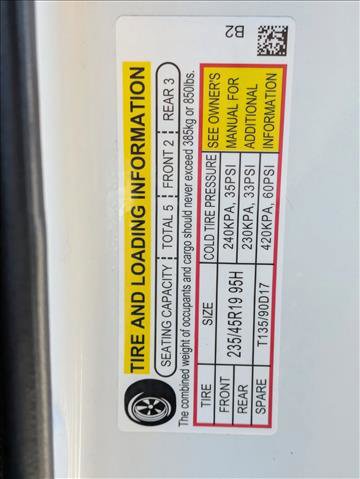 TIRE AND LOADING INFORMATION
SEATING CAPACITY TOTAL 5 FRONT 2 REAR 3
The combined weight of occupants and cargo should never exceed 385kg or 850lbs.
TIRE SIZE COLD TIRE PRESSURE SEE OWNER'S
FRONT 235/45R19 95H 240KPA, 35PSI MANUAL FOR
REAR 230KPA, 33PSI ADDITIONAL
SPARE T135/90D17 420KPA, 60PSI INFORMATION
B2